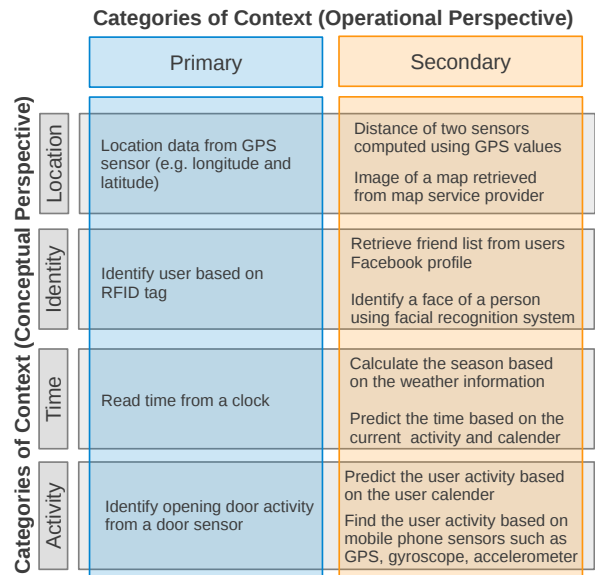 Categories of Context (Operational Perspective)
Primary
Secondary
Categories of Context (Conceptual Perspective)
Location
Location data from GPS
sensor (e.g. longitude and
latitude)
Distance of two sensors
computed using GPS values
Image of a map retrieved
from map service provider
Identity
Identify user based on
RFID tag
Retrieve friend list from users
Facebook profile
Identify a face of a person
using facial recognition system
Time
Read time from a clock
Calculate the season based
on the weather information
Predict the time based on the
current activity and calender
Activity
Identify opening door activity
from a door sensor
Predict the user activity based
on the user calender
Find the user activity based on
mobile phone sensors such as
GPS, gyroscope, accelerometer